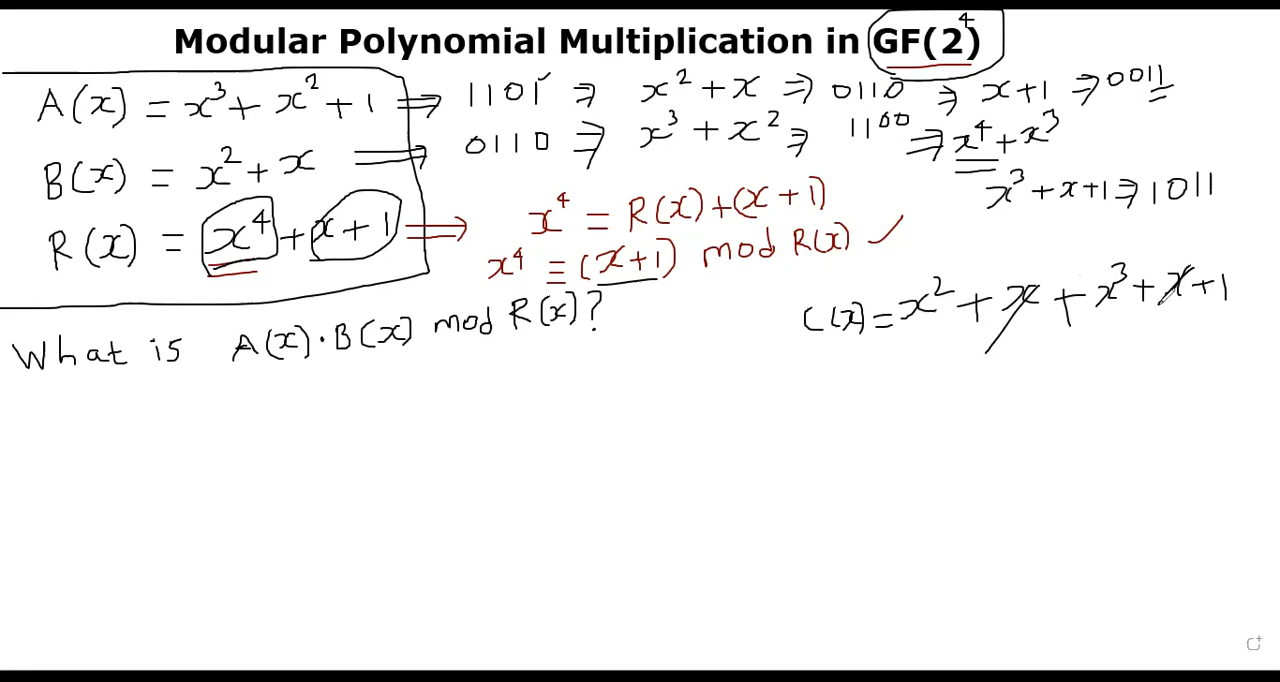 Modular Polynomial Multiplication in GF(2⁴)
A(x) = x³ + x² + 1 ⇒ 1101 ⇒ x² + x ⇒ 0110 ⇒ x+1 ⇒ 0011
B(x) = x² + x ⇒ 0110 ⇒ x³ + x² ⇒ 1100 ⇒ x⁴ + x³
x³ + x + 1 ⇒ 1011
R(x) = x⁴ + x + 1 ⇒ x⁴ = R(x) + (x + 1)
x⁴ ≡ (x+1) mod R(x) ✓
C(x) = x² + x + x³ + x + 1
What is A(x)·B(x) mod R(x)?